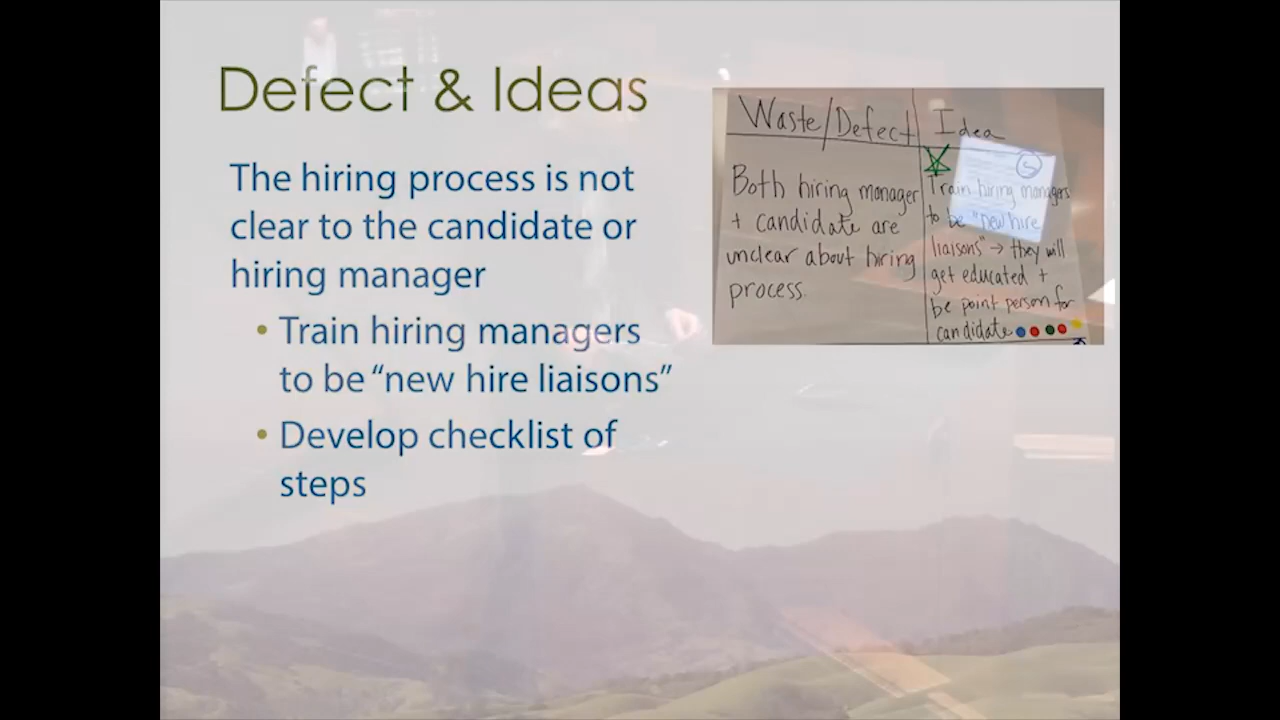 Defect & Ideas
The hiring process is not
clear to the candidate or
hiring manager
• Train hiring managers
to be “new hire liaisons”
• Develop checklist of
steps
Waste/Defect
Both hiring manager
+ candidate are
unclear about hiring
process.
Idea
Train hiring managers
to be "new hire
liaisons" → they will
get educated +
be point person for
candidate